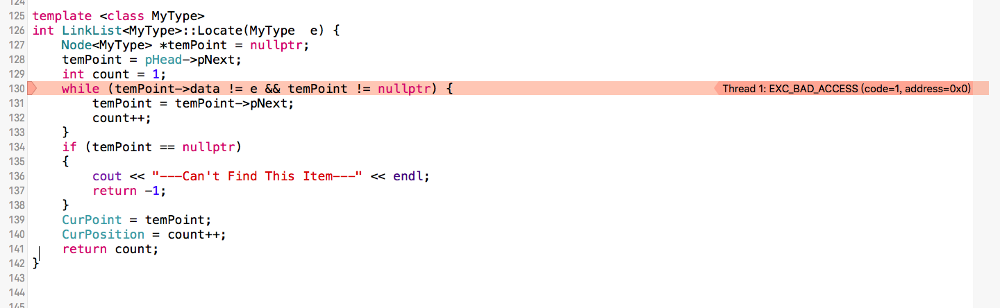 124
125 template <class MyType>
126 int LinkList<MyType>::Locate(MyType  e) {
127     Node<MyType> *temPoint = nullptr;
128     temPoint = pHead->pNext;
129     int count = 1;
130     while (temPoint->data != e && temPoint != nullptr) { Thread 1: EXC_BAD_ACCESS (code=1, address=0x0)
131         temPoint = temPoint->pNext;
132         count++;
133     }
134     if (temPoint == nullptr)
135     {
136         cout << "---Can't Find This Item---" << endl;
137         return -1;
138     }
139     CurPoint = temPoint;
140     CurPosition = count++;
141     return count;
142 }
143
144
145